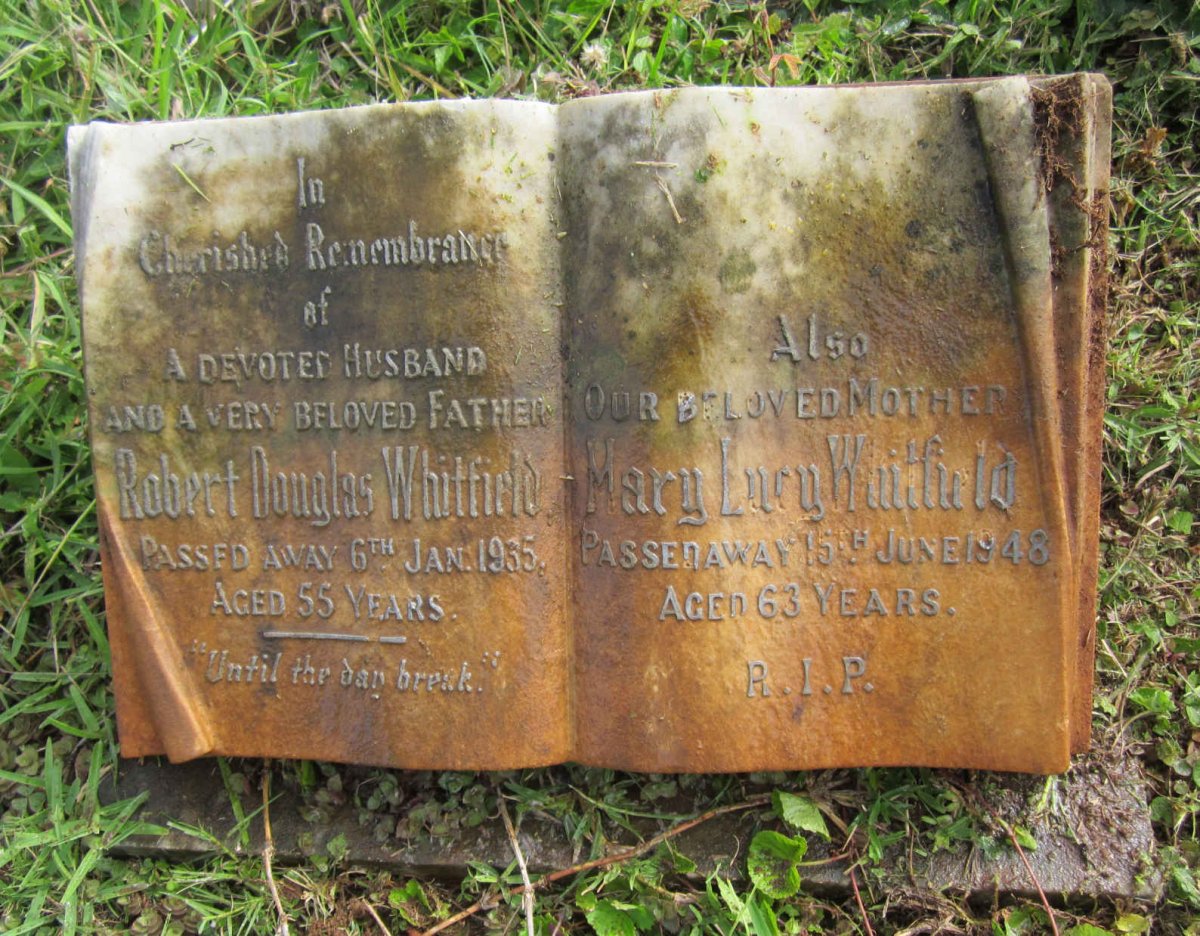 In
Cherished Remembrance
of
A DEVOTED HUSBAND
AND A VERY BELOVED FATHER
Robert Douglas Whitfield
PASSED AWAY 6TH JAN. 1935,
AGED 55 YEARS.
"Until the day break."
Also
OUR BELOVED MOTHER
Mary Lucy Whitfield
PASSED AWAY 15TH JUNE 1948
AGED 63 YEARS.
R.I.P.